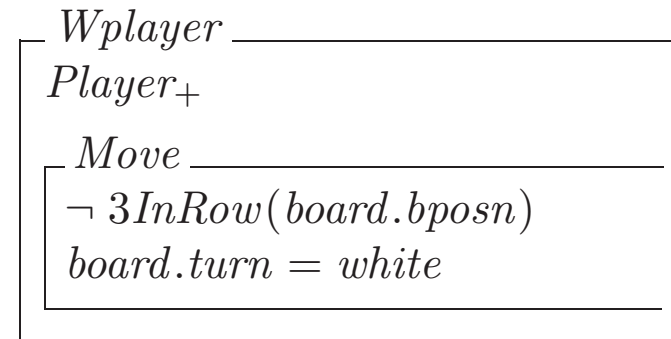 Wplayer
Player₊
Move
¬ 3InRow(board.bposn)
board.turn = white